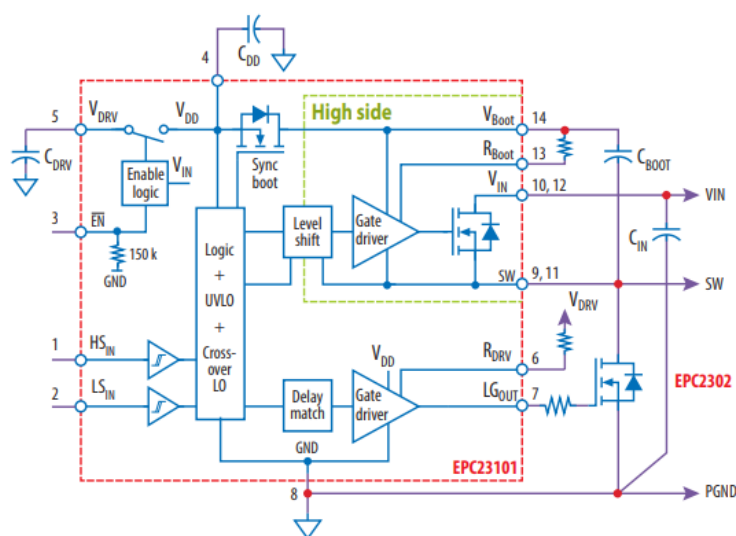 4
C_DD
5
V_DRV
V_DD
High side
V_Boot
14
R_Boot
13
C_BOOT
C_DRV
Enable
logic
V_IN
Sync
boot
V_IN
10, 12
VIN
3
EN
150 k
GND
Logic
+
UVLO
+
Cross-
over
LO
Level
shift
Gate
driver
C_IN
SW
9, 11
SW
V_DRV
1
HS_IN
2
LS_IN
V_DD
R_DRV
6
EPC2302
Delay
match
Gate
driver
LG_OUT
7
GND
EPC23101
8
PGND